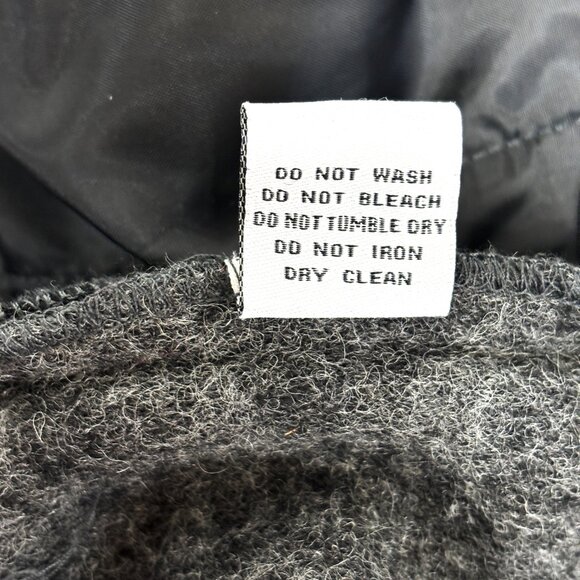 DO NOT WASH
DO NOT BLEACH
DO NOT TUMBLE DRY
DO NOT IRON
DRY CLEAN